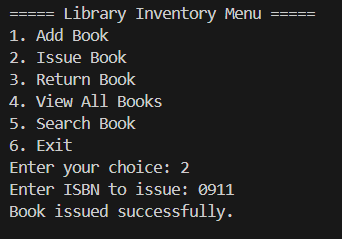 ===== Library Inventory Menu =====
1. Add Book
2. Issue Book
3. Return Book
4. View All Books
5. Search Book
6. Exit
Enter your choice: 2
Enter ISBN to issue: 0911
Book issued successfully.